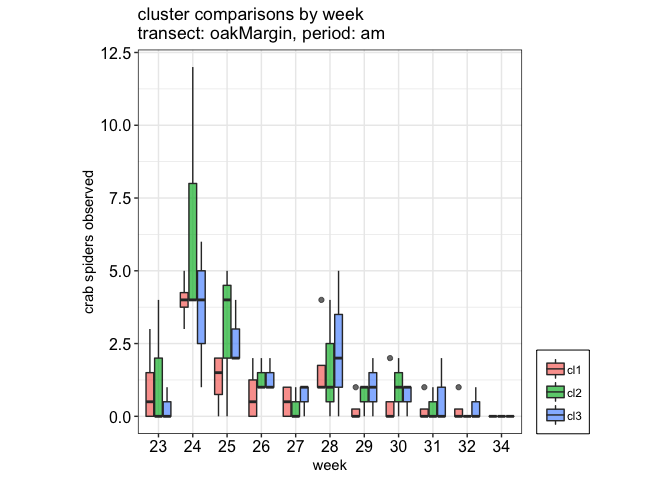 cluster comparisons by week
transect: oakMargin, period: am
12.5
10.0
7.5
5.0
2.5
0.0
crab spiders observed
23 24 25 26 27 28 29 30 31 32 34
week
cl1
cl2
cl3